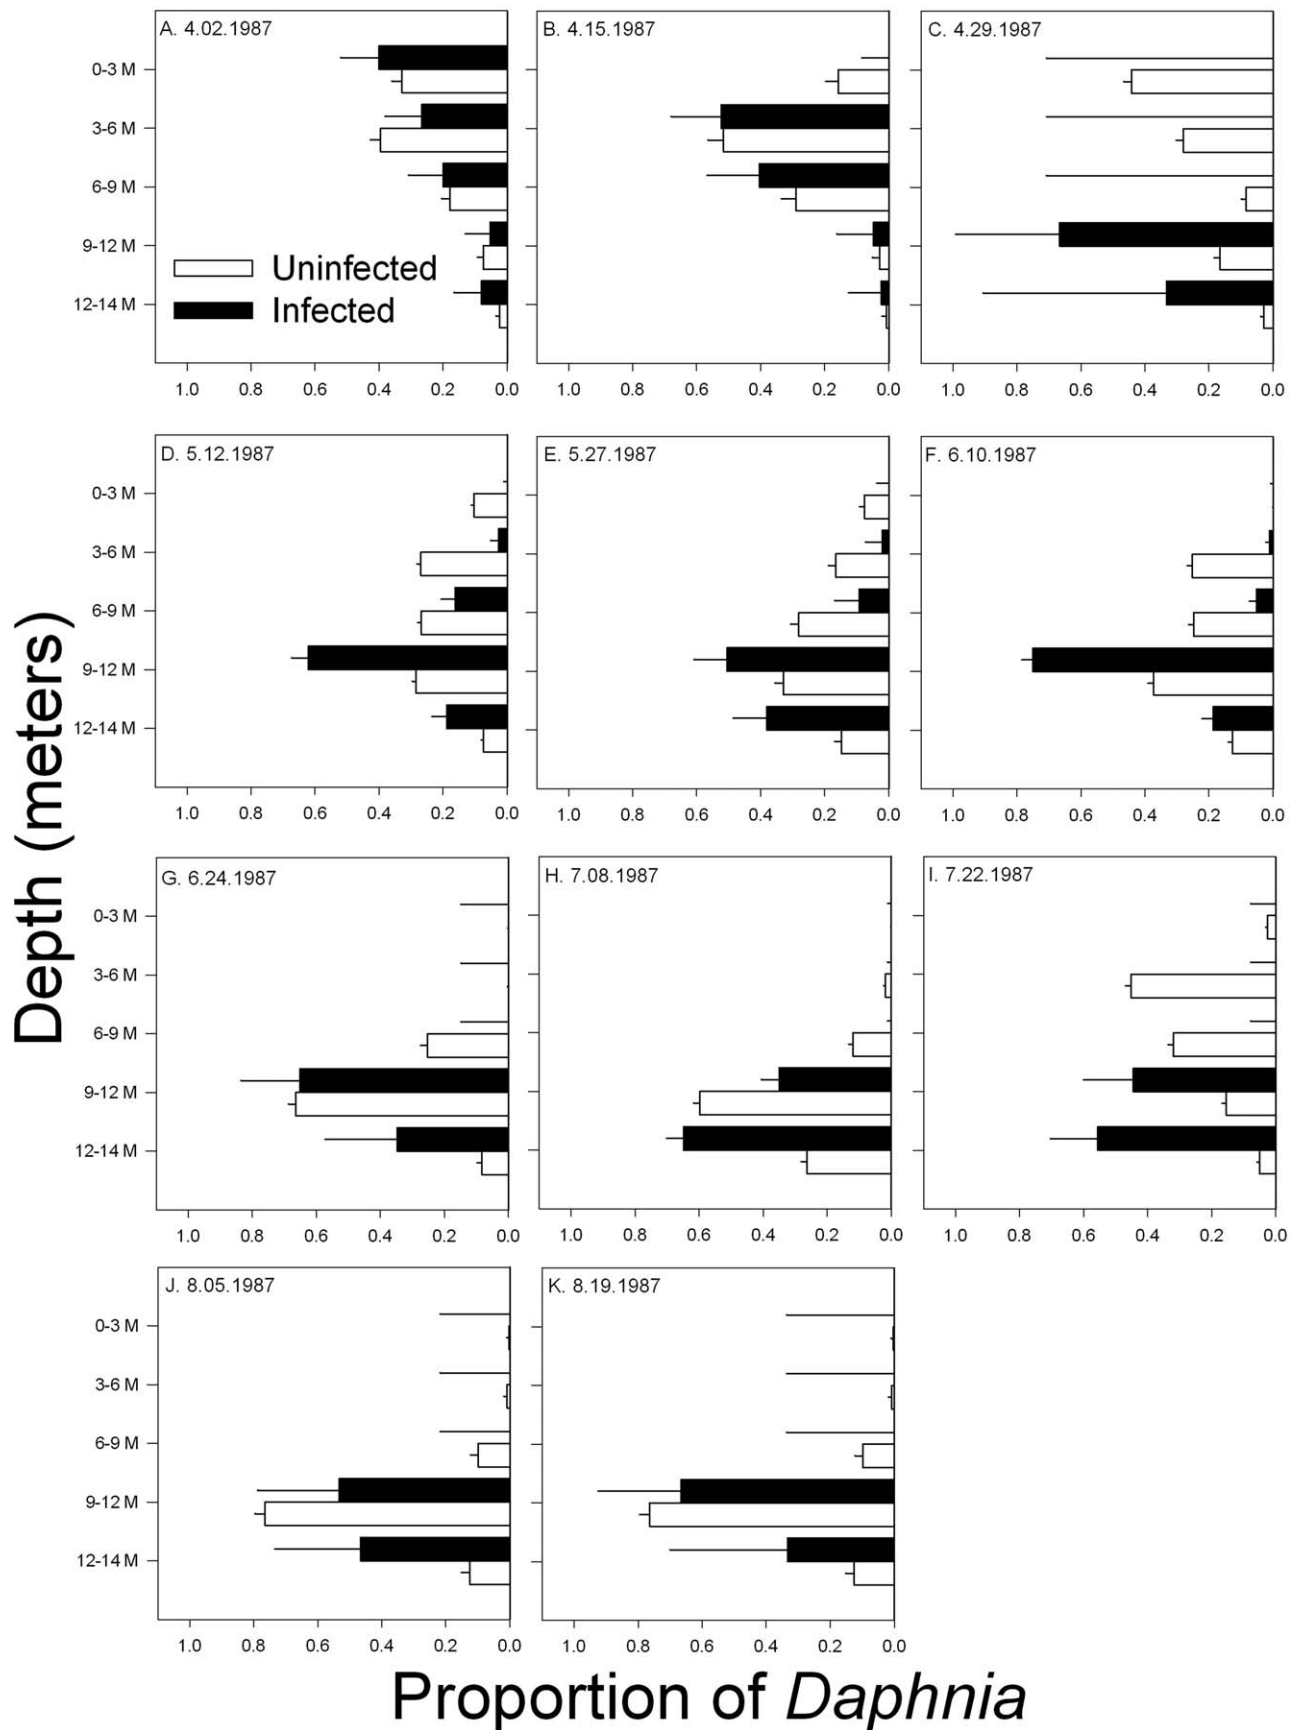 A. 4.02.1987
B. 4.15.1987
C. 4.29.1987
0-3 M
3-6 M
6-9 M
9-12 M
12-14 M
Uninfected
Infected
1.0 0.8 0.6 0.4 0.2 0.0
1.0 0.8 0.6 0.4 0.2 0.0
1.0 0.8 0.6 0.4 0.2 0.0
D. 5.12.1987
E. 5.27.1987
F. 6.10.1987
0-3 M
3-6 M
6-9 M
9-12 M
12-14 M
1.0 0.8 0.6 0.4 0.2 0.0
1.0 0.8 0.6 0.4 0.2 0.0
1.0 0.8 0.6 0.4 0.2 0.0
Depth (meters)
G. 6.24.1987
H. 7.08.1987
I. 7.22.1987
0-3 M
3-6 M
6-9 M
9-12 M
12-14 M
1.0 0.8 0.6 0.4 0.2 0.0
1.0 0.8 0.6 0.4 0.2 0.0
1.0 0.8 0.6 0.4 0.2 0.0
J. 8.05.1987
K. 8.19.1987
0-3 M
3-6 M
6-9 M
9-12 M
12-14 M
1.0 0.8 0.6 0.4 0.2 0.0
1.0 0.8 0.6 0.4 0.2 0.0
Proportion of Daphnia